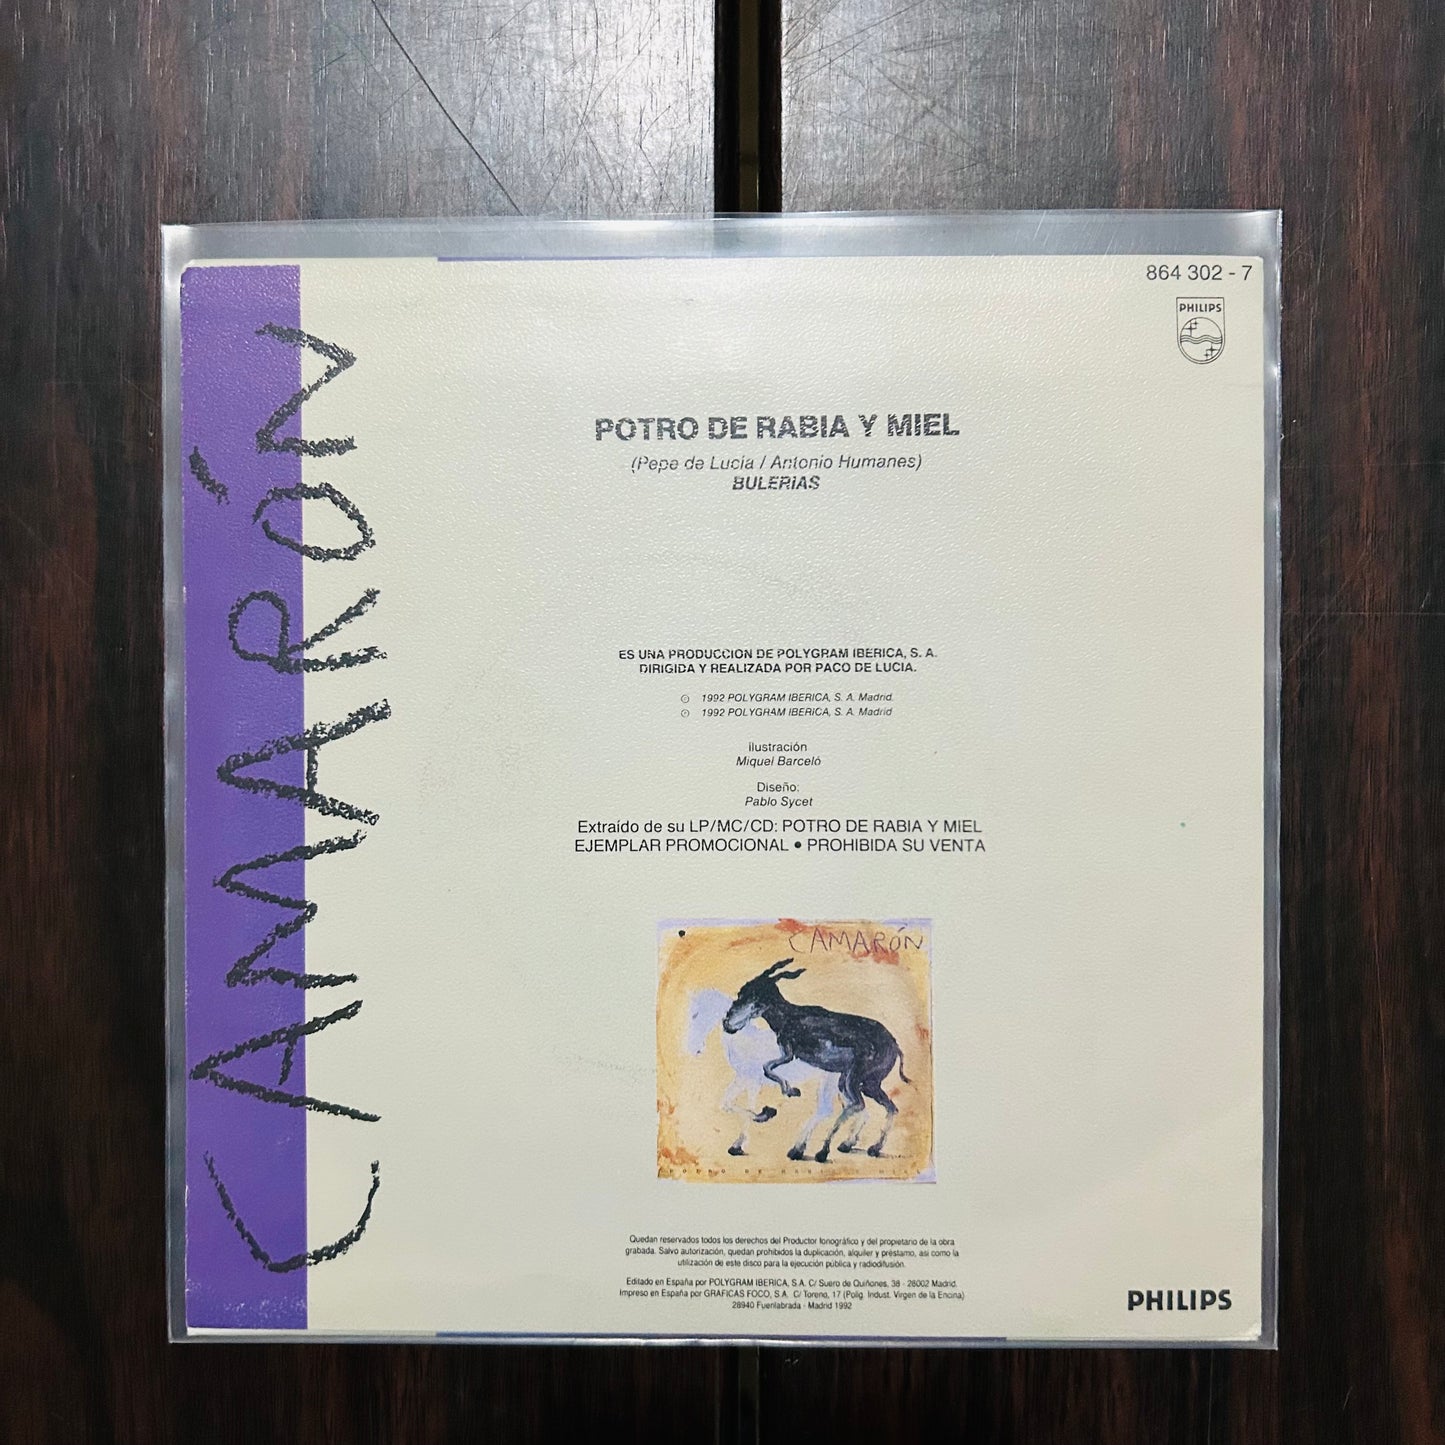 864 302 - 7
PHILIPS
CAMARÓN
POTRO DE RABIA Y MIEL
(Pepe de Lucia / Antonio Humanes)
BULERIAS
ES UNA PRODUCCION DE POLYGRAM IBERICA, S. A.
DIRIGIDA Y REALIZADA POR PACO DE LUCIA.
℗ 1992 POLYGRAM IBERICA, S. A. Madrid.
© 1992 POLYGRAM IBERICA, S. A. Madrid
Ilustración
Miquel Barceló
Diseño:
Pablo Sycet
Extraído de su LP/MC/CD: POTRO DE RABIA Y MIEL
EJEMPLAR PROMOCIONAL • PROHIBIDA SU VENTA
CAMARÓN
POTRO DE RABIA Y MIEL
Quedan reservados todos los derechos del Productor fonográfico y del propietario de la obra
grabada. Salvo autorización, quedan prohibidos la duplicación, alquiler y préstamo, asi como la
utilización de este disco para la ejecución pública y radiodifusión.
Editado en España por POLYGRAM IBERICA, S.A. C/ Suero de Quiñones, 38 - 28002 Madrid.
Impreso en España por GRAFICAS FOCO, S.A. C/ Toreno, 17 (Polig. Indust. Virgen de la Encina)
28940 Fuenlabrada - Madrid 1992
PHILIPS